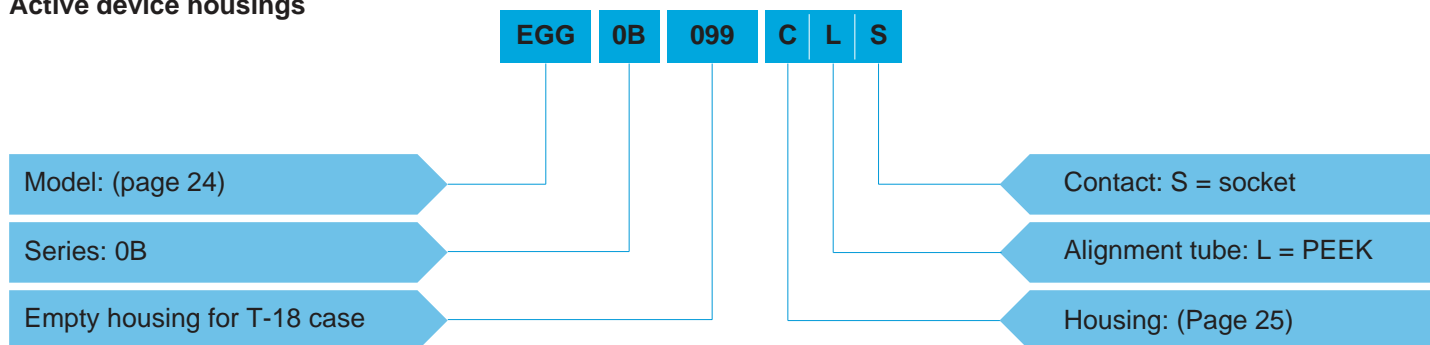 Active device housings
EGG 0B 099 C L S
Model: (page 24)
Series: 0B
Empty housing for T-18 case
Contact: S = socket
Alignment tube: L = PEEK
Housing: (Page 25)